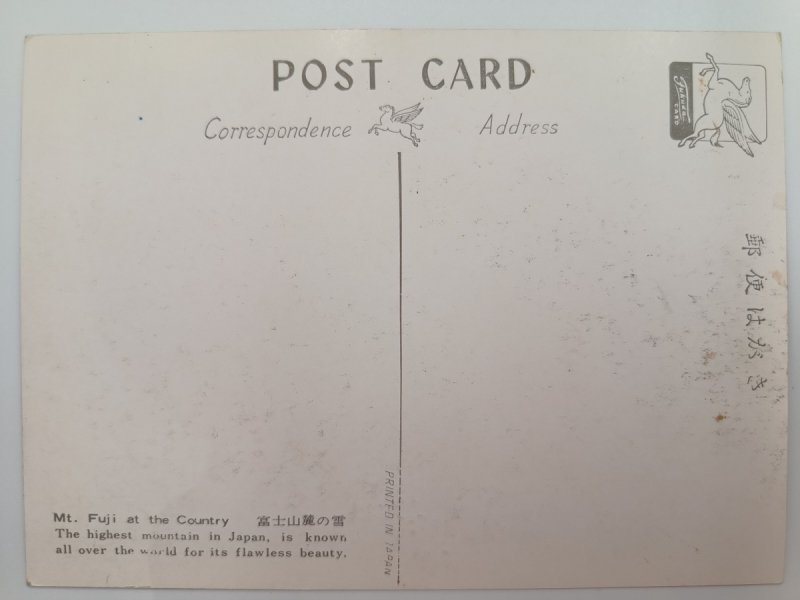 POST CARD
Correspondence
Address
Fukuda
CARD
郵便はがき
PRINTED IN JAPAN
Mt. Fuji at the Country 富士山麓の雪
The highest mountain in Japan, is known
all over the world for its flawless beauty.